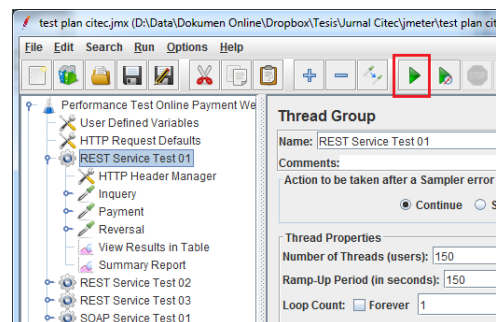 test plan citec.jmx (D:\Data\Dokumen Online\Dropbox\Tesis\Jurnal Citec\jmeter\test plan cit
File Edit Search Run Options Help
STOP
Performance Test Online Payment We
User Defined Variables
HTTP Request Defaults
REST Service Test 01
HTTP Header Manager
Inquery
Payment
Reversal
View Results in Table
Summary Report
REST Service Test 02
REST Service Test 03
SOAP Service Test 01
Thread Group
Name: REST Service Test 01
Comments:
Action to be taken after a Sampler error
Continue S
Thread Properties
Number of Threads (users): 150
Ramp-Up Period (in seconds): 150
Loop Count: Forever 1